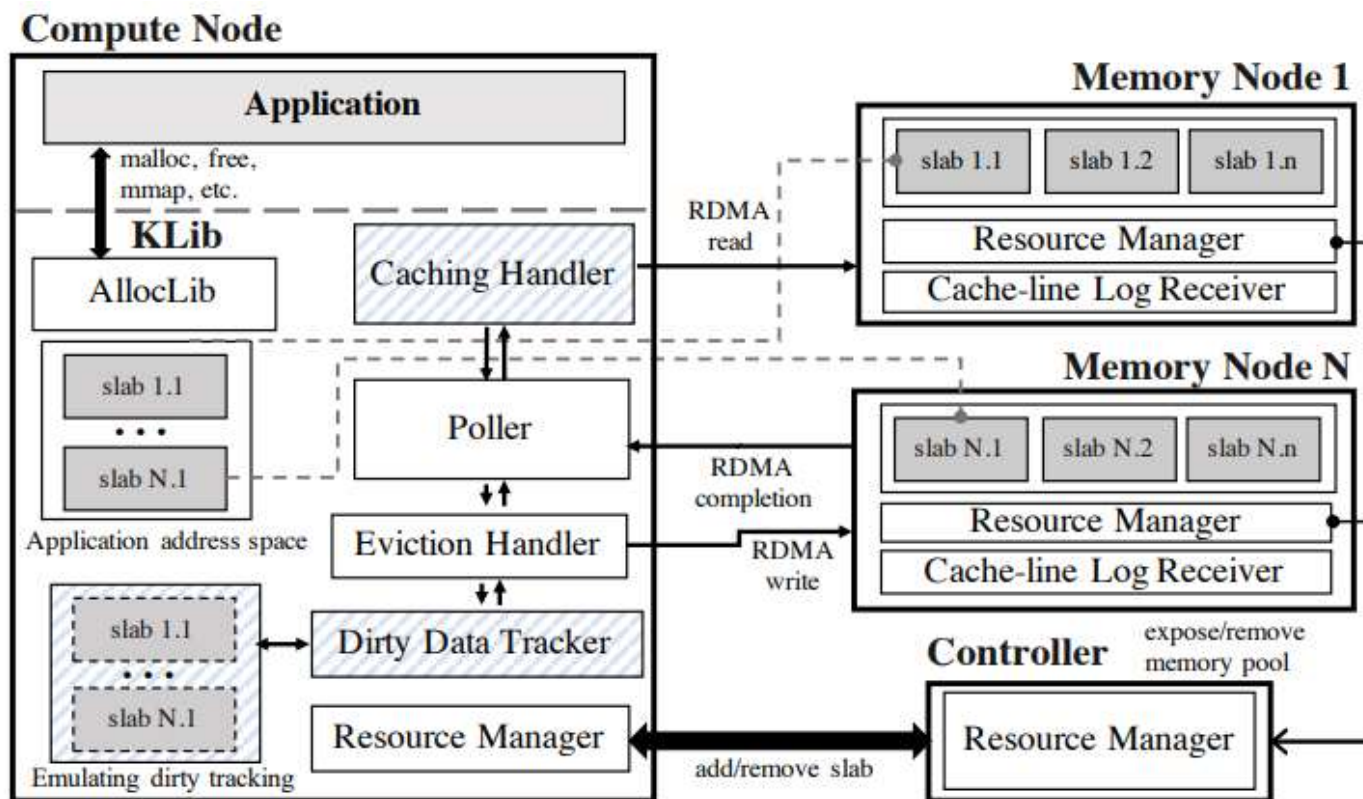 Compute Node
Application
malloc, free,
mmap, etc.
KLib
AllocLib
Caching Handler
slab 1.1
• • •
slab N.1
Application address space
Poller
Eviction Handler
slab 1.1
• • •
slab N.1
Emulating dirty tracking
Dirty Data Tracker
Resource Manager
RDMA
read
RDMA
completion
RDMA
write
add/remove slab
Memory Node 1
slab 1.1
slab 1.2
slab 1.n
Resource Manager
Cache-line Log Receiver
Memory Node N
slab N.1
slab N.2
slab N.n
Resource Manager
Cache-line Log Receiver
Controller
expose/remove
memory pool
Resource Manager